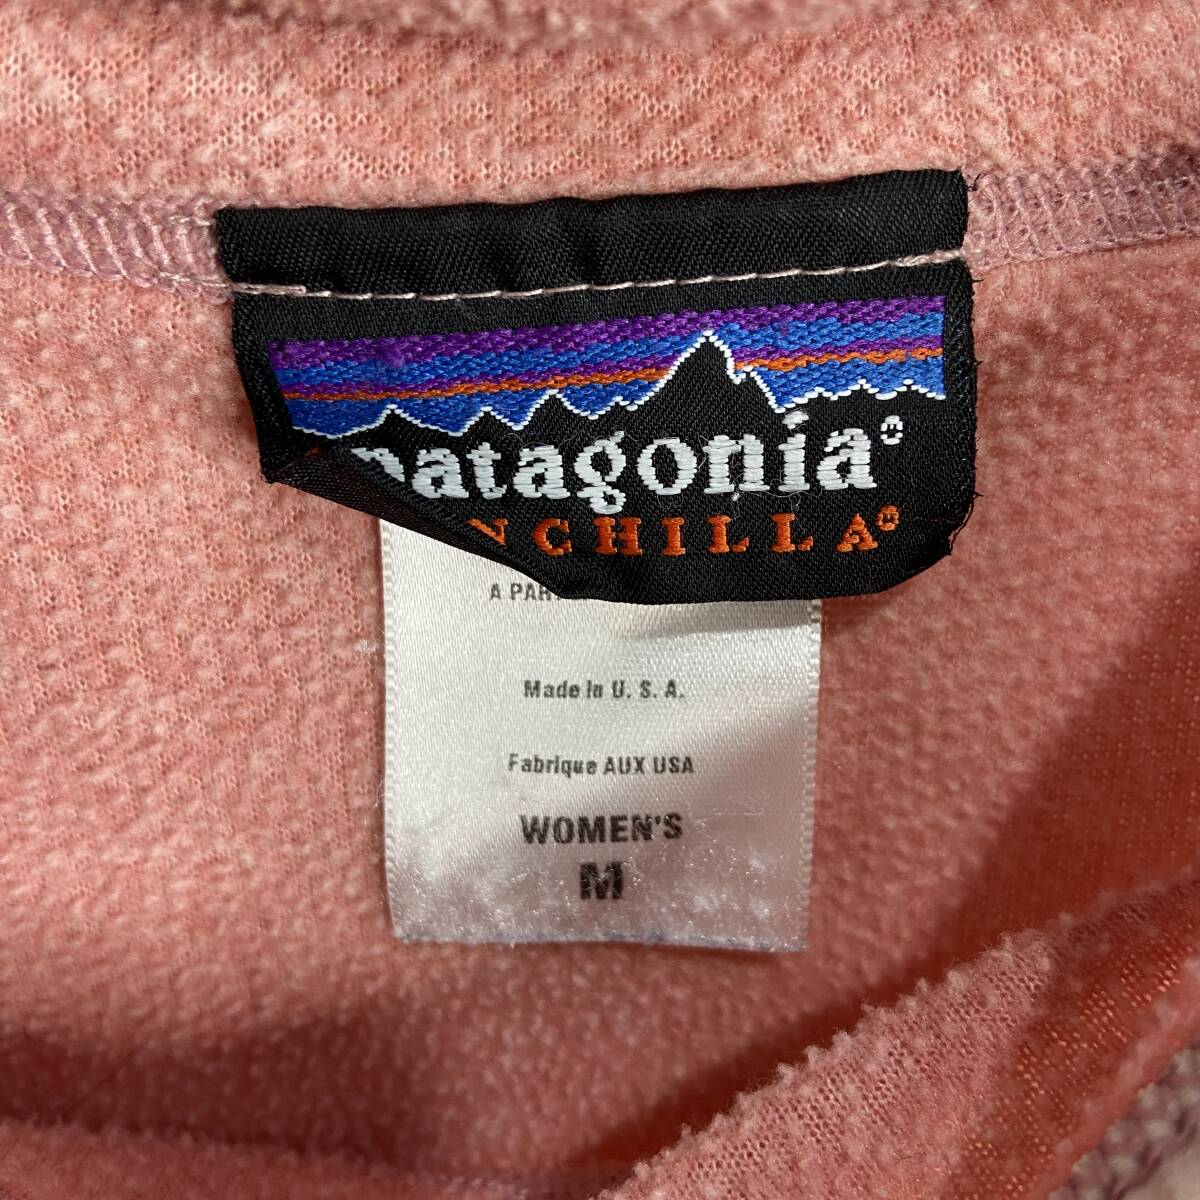 patagonia®
NCHILLA®
A PAR
Made in U. S. A.
Fabrique AUX USA
WOMEN'S
M